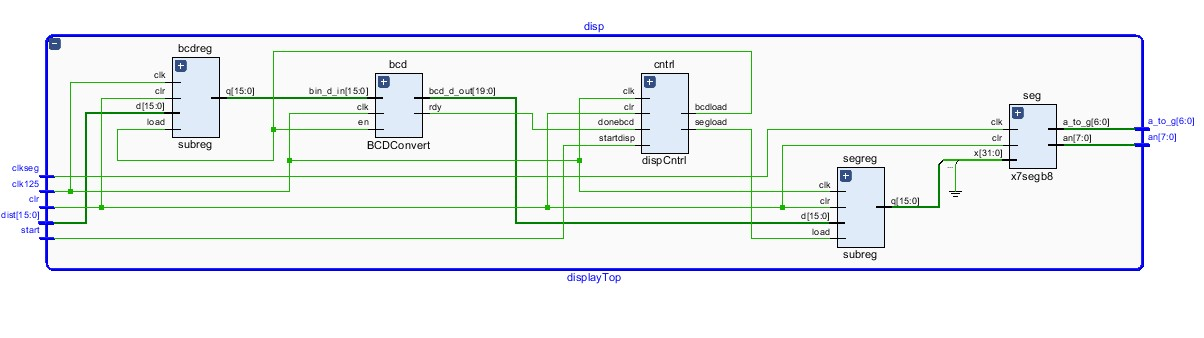 disp
bcdreg
clk
clr
d[15:0]
load
q[15:0]
subreg
bcd
bin_d_in[15:0]
clk
en
bcd_d_out[19:0]
rdy
BCDConvert
cntrl
clk
clr
donebcd
startdisp
bcdload
segload
dispCntrl
seg
clk
clr
x[31:0]
a_to_g[6:0]
an[7:0]
x7segb8
segreg
clk
clr
d[15:0]
load
q[15:0]
subreg
...
clkseg
clk125
clr
dist[15:0]
start
a_to_g[6:0]
an[7:0]
displayTop